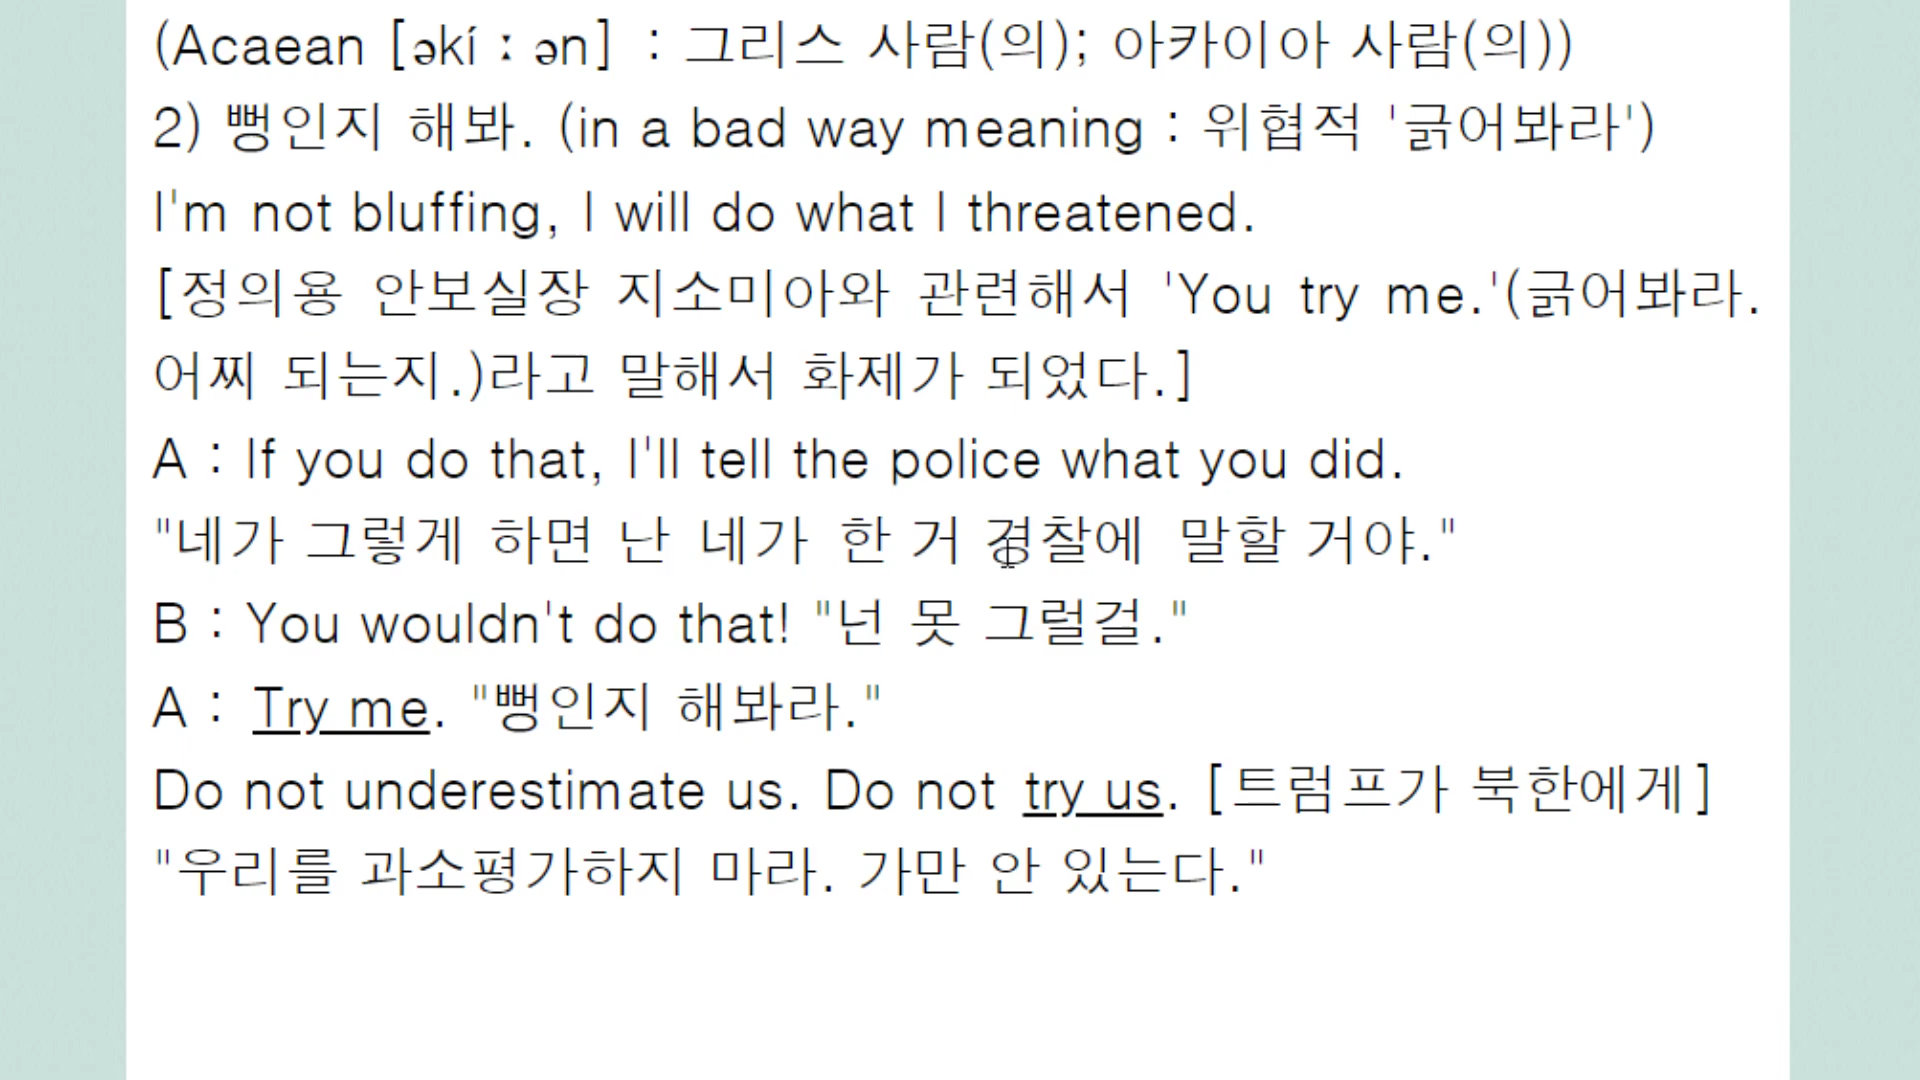 (Acaean [əkí : ən] : 그리스 사람(의); 아카이아 사람(의))
2) 뻥인지 해봐. (in a bad way meaning : 위협적 '긁어봐라')
I'm not bluffing, I will do what I threatened.
[정의용 안보실장 지소미아와 관련해서 'You try me.'(긁어봐라.
어찌 되는지.)라고 말해서 화제가 되었다.]
A : If you do that, I'll tell the police what you did.
"네가 그렇게 하면 난 네가 한 거 경찰에 말할 거야."
B : You wouldn't do that! "넌 못 그럴걸."
A : Try me. "뻥인지 해봐라."
Do not underestimate us. Do not try us. [트럼프가 북한에게]
"우리를 과소평가하지 마라. 가만 안 있는다."